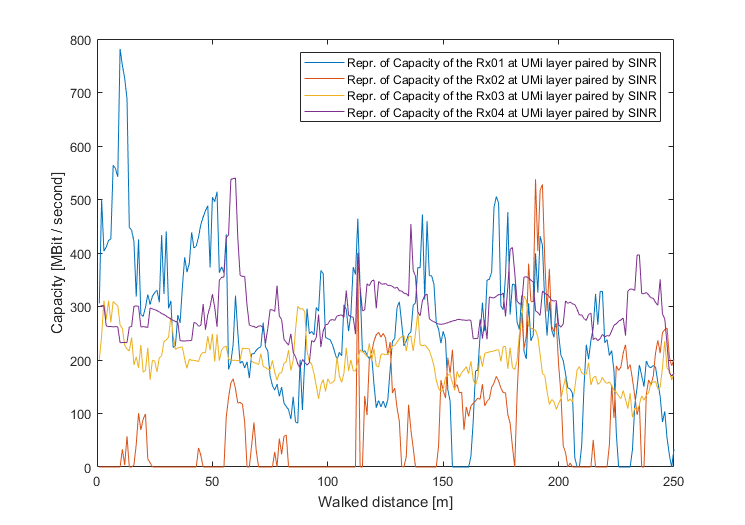 800
700
600
500
400
300
200
100
0
Capacity [MBit / second]
Repr. of Capacity of the Rx01 at UMi layer paired by SINR
Repr. of Capacity of the Rx02 at UMi layer paired by SINR
Repr. of Capacity of the Rx03 at UMi layer paired by SINR
Repr. of Capacity of the Rx04 at UMi layer paired by SINR
0 50 100 150 200 250
Walked distance [m]